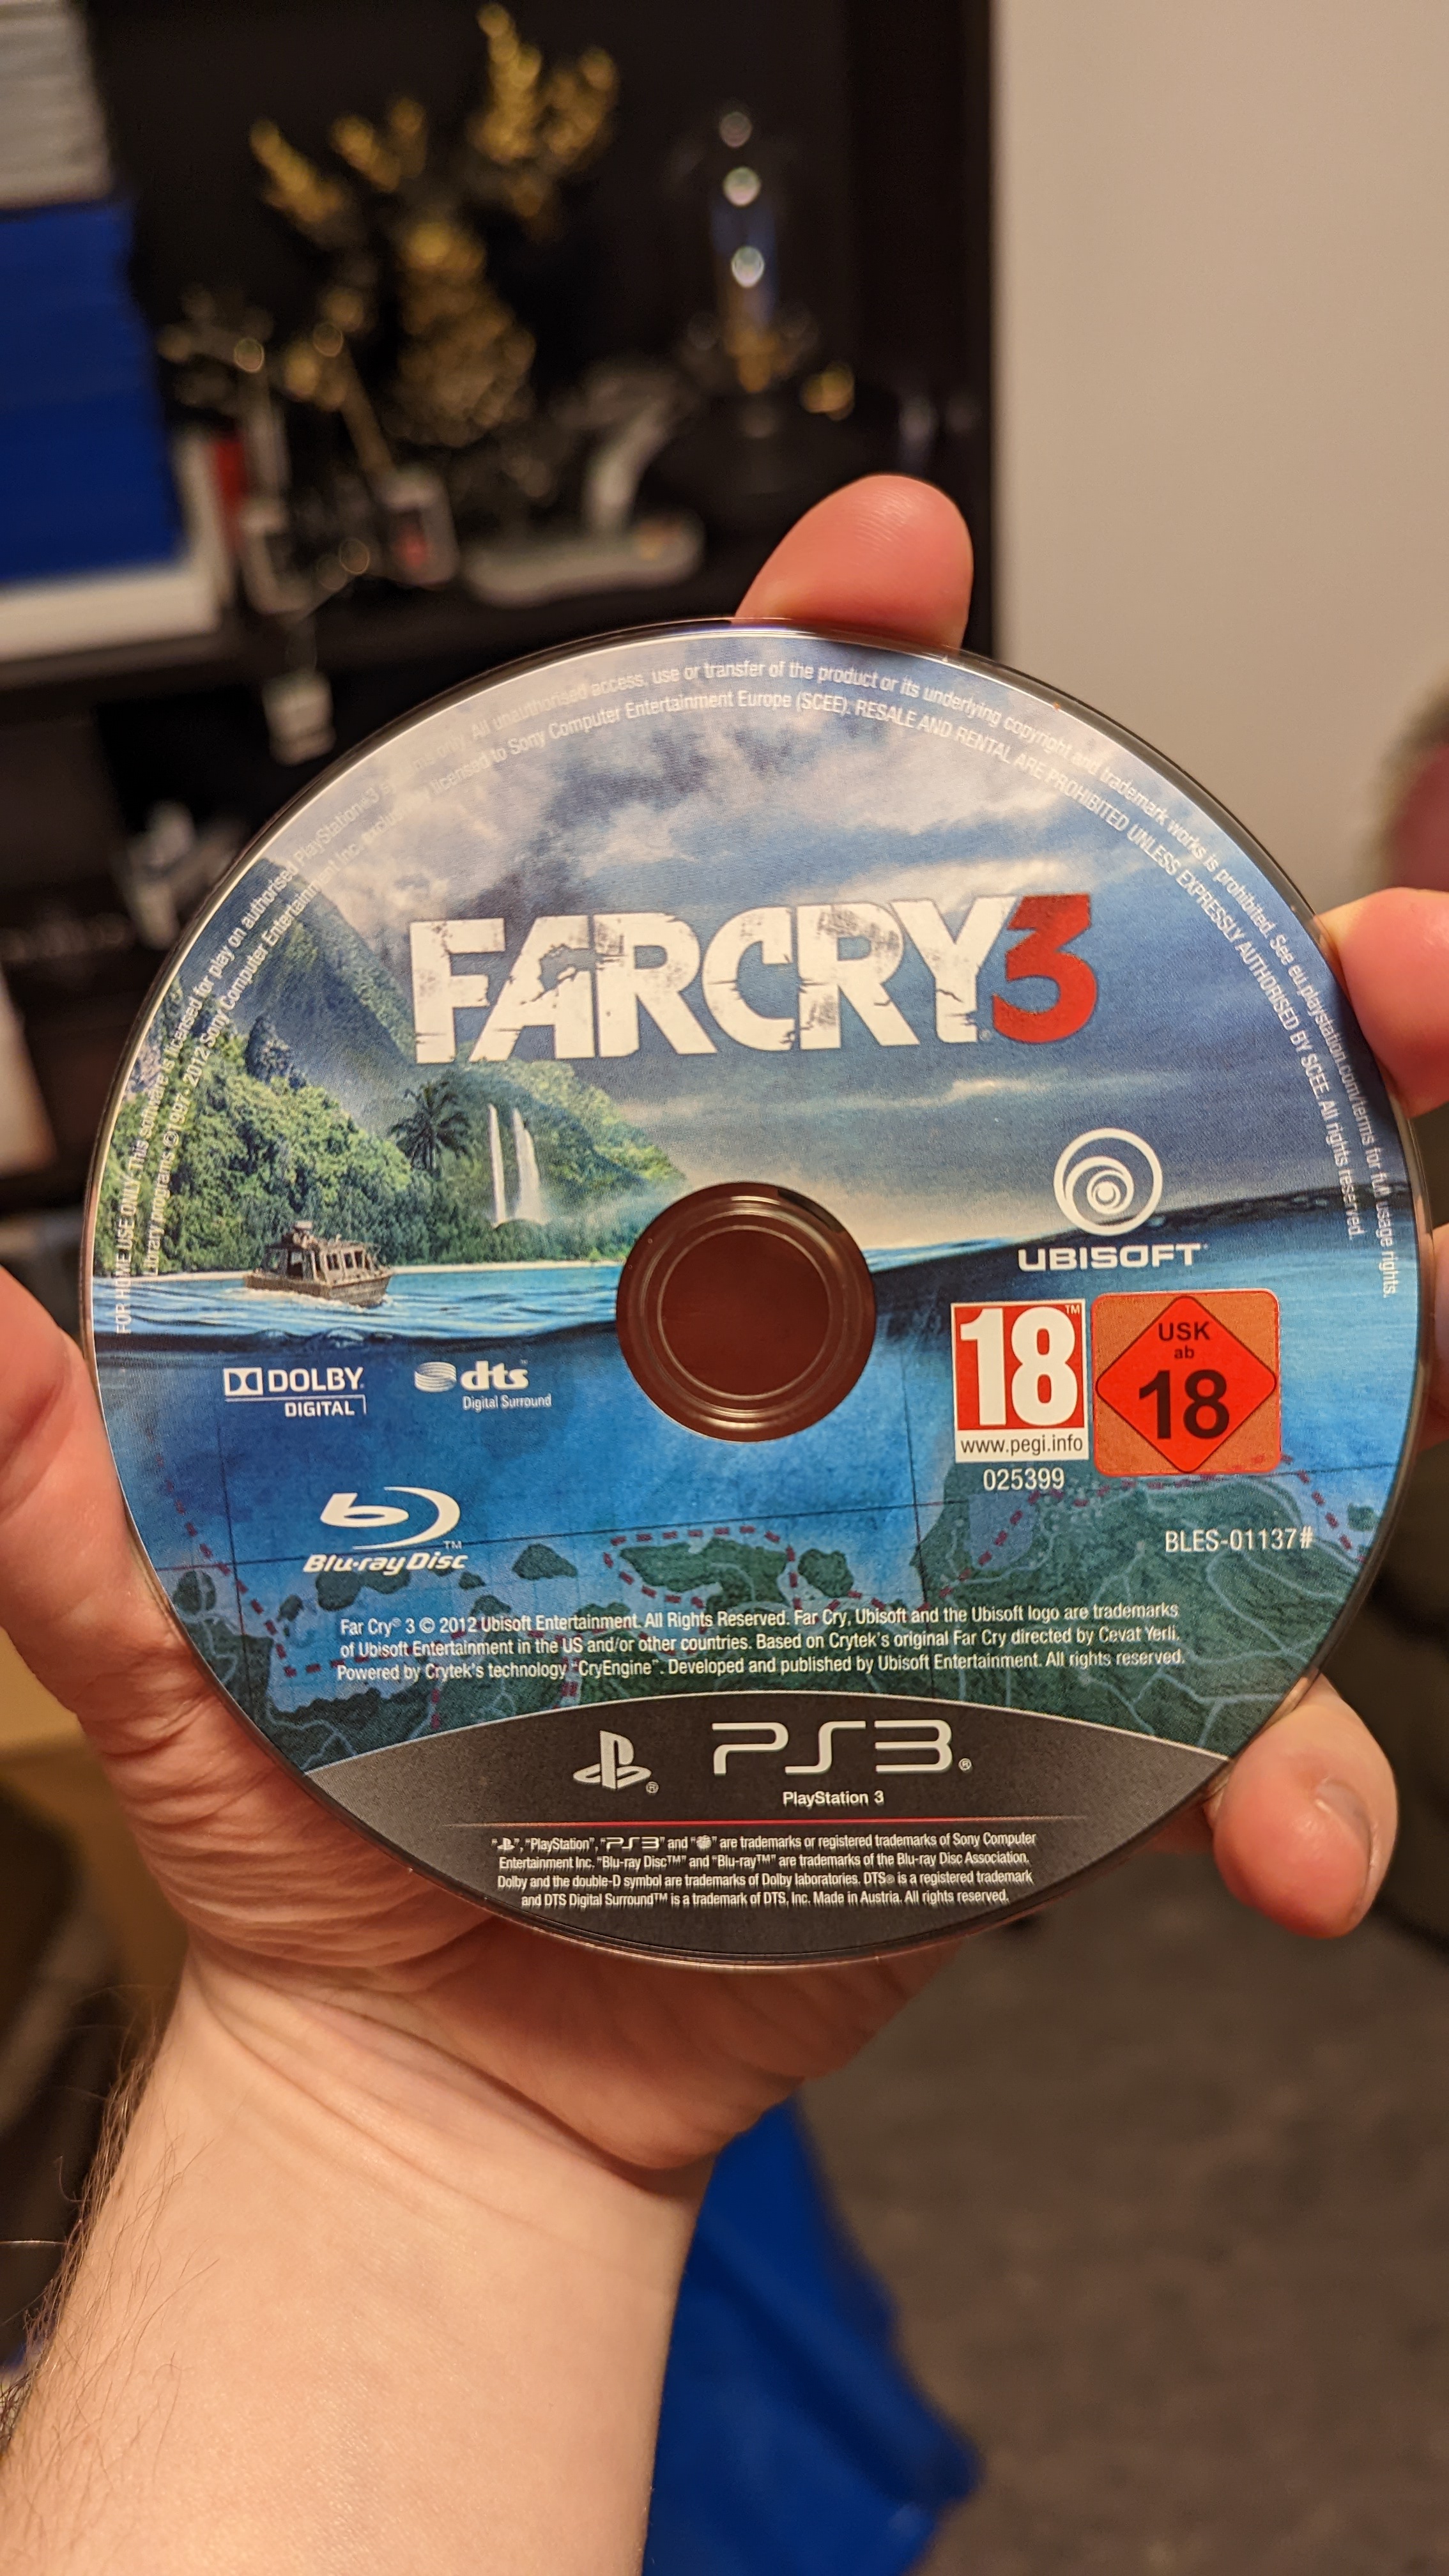 FOR HOME USE ONLY. This software is licensed for play on authorised PlayStation®3 only. All unauthorised access, use or transfer of the product or its underlying copyright and trademark works is prohibited. See eu.playstation.com/terms for full usage rights.
Library programs ©1997-2012 Sony Computer Entertainment Inc. licensed to Sony Computer Entertainment Europe (SCEE). RESALE AND RENTAL ARE PROHIBITED UNLESS EXPRESSLY AUTHORISED BY SCEE. All rights reserved.
FARCRY3
UBISOFT
DOLBY
DIGITAL
dts
Digital Surround
18™
www.pegi.info
025399
USK
ab
18
Blu-ray Disc™
BLES-01137#
Far Cry® 3 © 2012 Ubisoft Entertainment. All Rights Reserved. Far Cry, Ubisoft and the Ubisoft logo are trademarks
of Ubisoft Entertainment in the US and/or other countries. Based on Crytek's original Far Cry directed by Cevat Yerli.
Powered by Crytek's technology “CryEngine”. Developed and published by Ubisoft Entertainment. All rights reserved.
PS3®
PlayStation 3
“ ”, “PlayStation”, “PS3” and “ ” are trademarks or registered trademarks of Sony Computer
Entertainment Inc. “Blu-ray Disc™” and “Blu-ray™” are trademarks of the Blu-ray Disc Association.
Dolby and the double-D symbol are trademarks of Dolby laboratories. DTS® is a registered trademark
and DTS Digital Surround™ is a trademark of DTS, Inc. Made in Austria. All rights reserved.